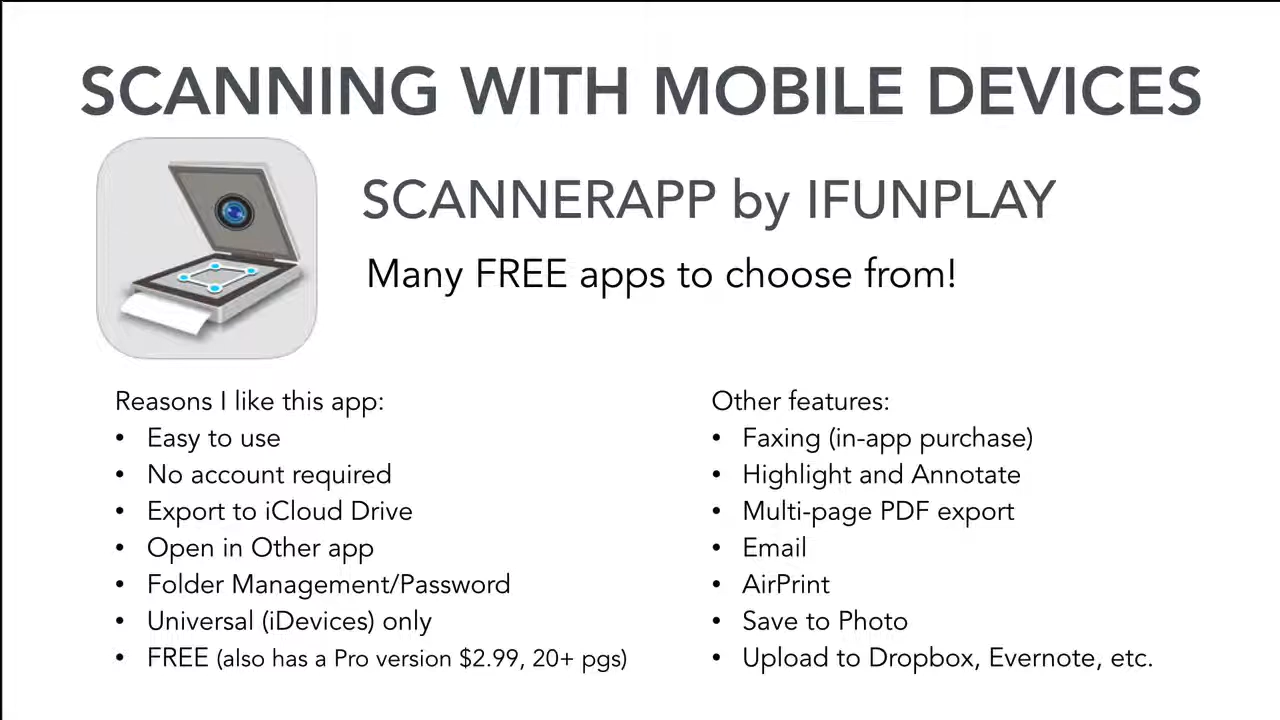 SCANNING WITH MOBILE DEVICES
SCANNERAPP by IFUNPLAY
Many FREE apps to choose from!
Reasons I like this app:
• Easy to use
• No account required
• Export to iCloud Drive
• Open in Other app
• Folder Management/Password
• Universal (iDevices) only
• FREE (also has a Pro version $2.99, 20+ pgs)
Other features:
• Faxing (in-app purchase)
• Highlight and Annotate
• Multi-page PDF export
• Email
• AirPrint
• Save to Photo
• Upload to Dropbox, Evernote, etc.